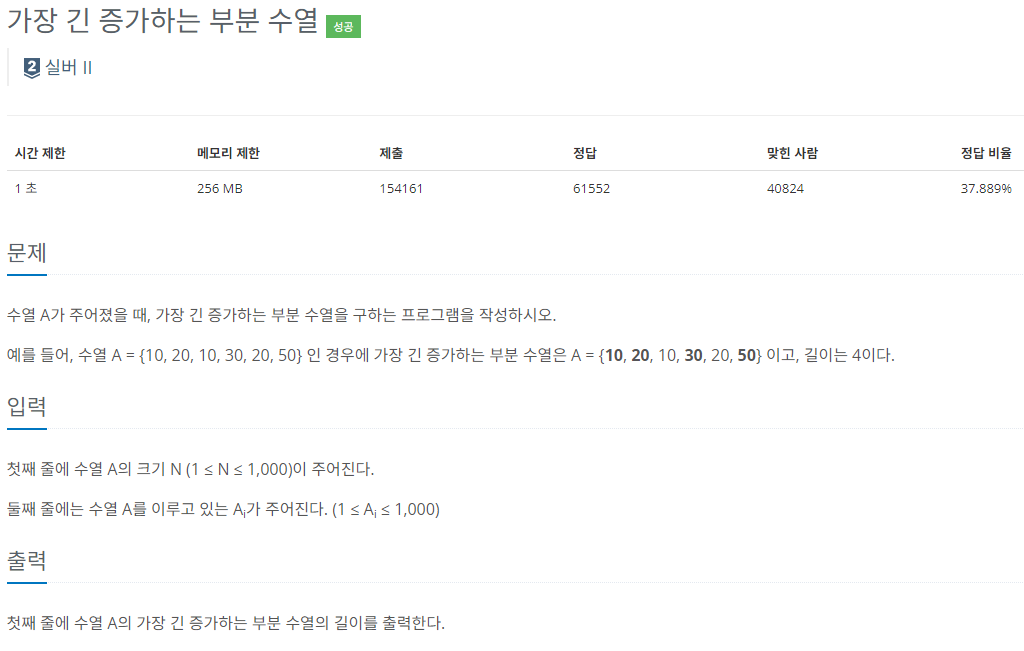 가장 긴 증가하는 부분 수열 성공
2 실버 II
시간 제한 메모리 제한 제출 정답 맞힌 사람 정답 비율
1 초 256 MB 154161 61552 40824 37.889%
문제
수열 A가 주어졌을 때, 가장 긴 증가하는 부분 수열을 구하는 프로그램을 작성하시오.
예를 들어, 수열 A = {10, 20, 10, 30, 20, 50} 인 경우에 가장 긴 증가하는 부분 수열은 A = {10, 20, 10, 30, 20, 50} 이고, 길이는 4이다.
입력
첫째 줄에 수열 A의 크기 N (1 ≤ N ≤ 1,000)이 주어진다.
둘째 줄에는 수열 A를 이루고 있는 Ai가 주어진다. (1 ≤ Ai ≤ 1,000)
출력
첫째 줄에 수열 A의 가장 긴 증가하는 부분 수열의 길이를 출력한다.